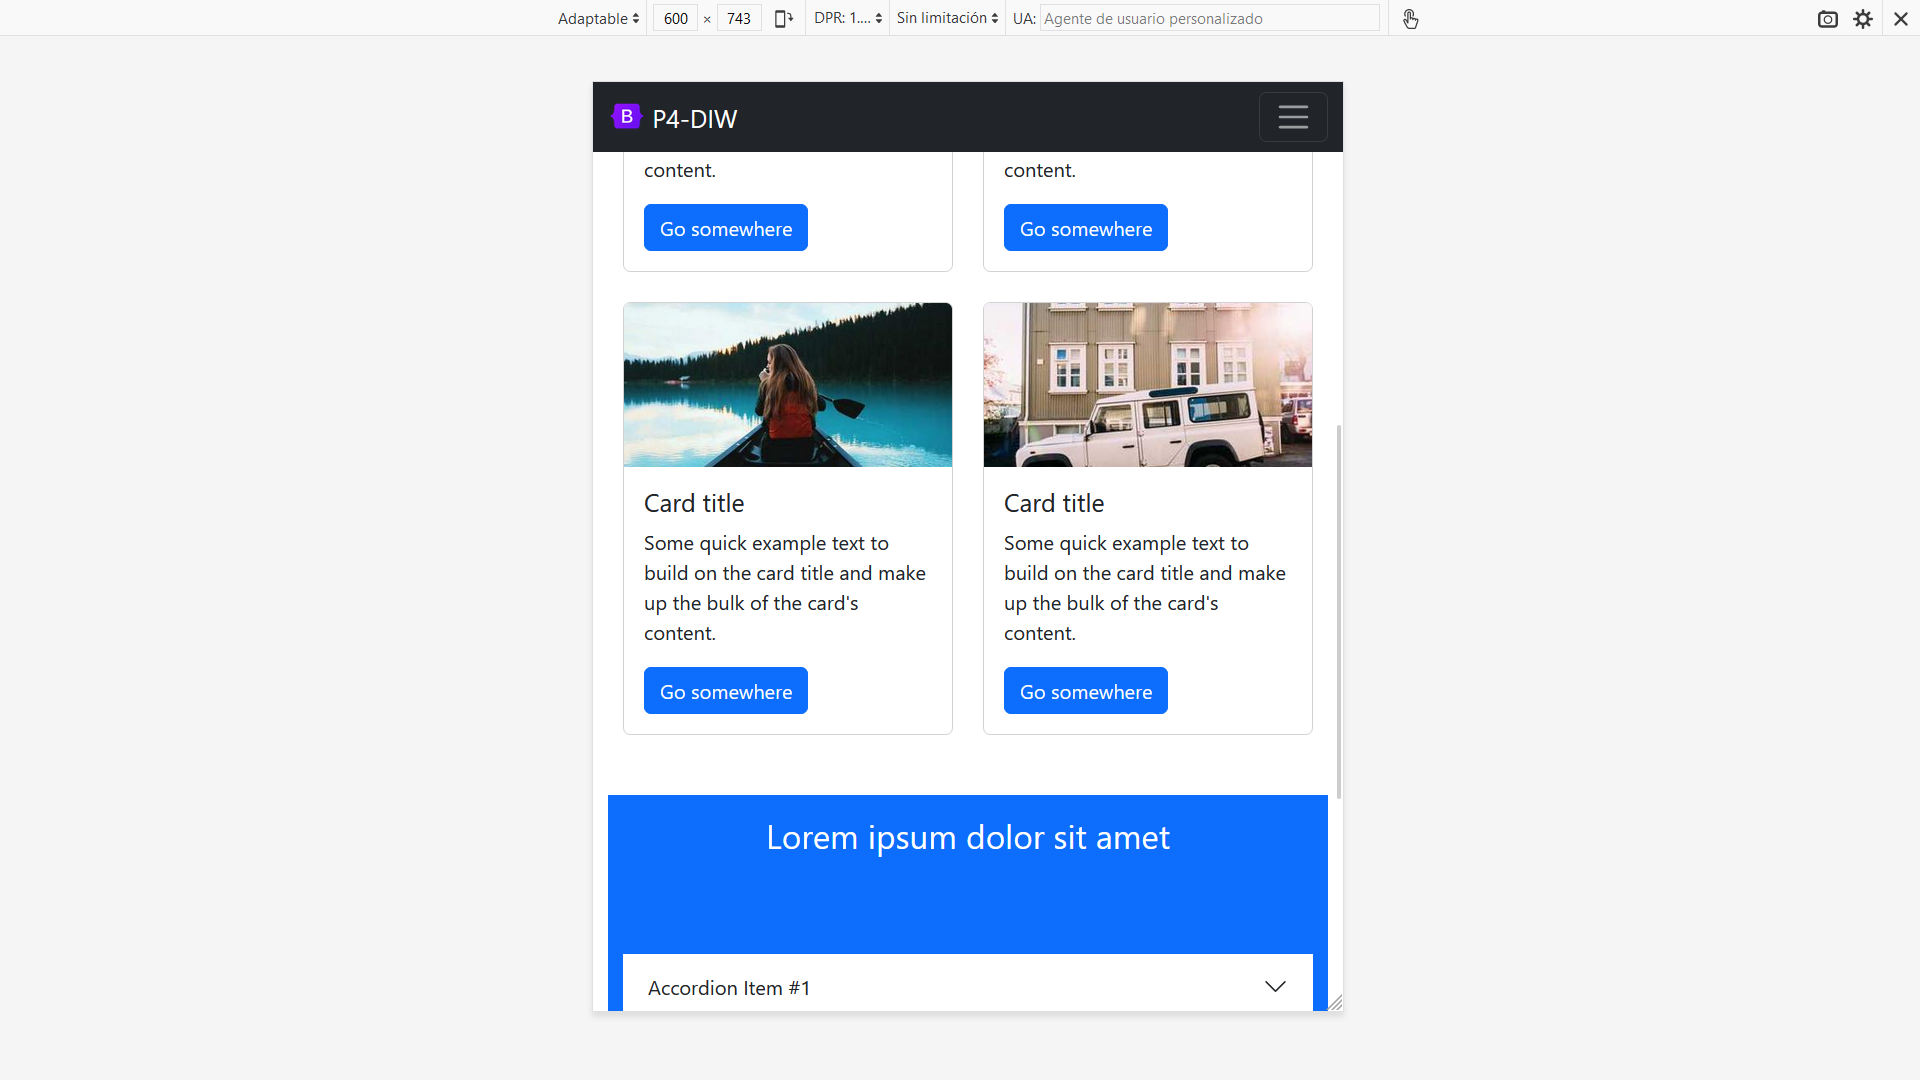 Adaptable 600 × 743 DPR: 1.... Sin limitación UA: Agente de usuario personalizado
B P4-DIW
content. content.
Go somewhere Go somewhere
Card title Card title
Some quick example text to Some quick example text to
build on the card title and make build on the card title and make
up the bulk of the card's up the bulk of the card's
content. content.
Go somewhere Go somewhere
Lorem ipsum dolor sit amet
Accordion Item #1